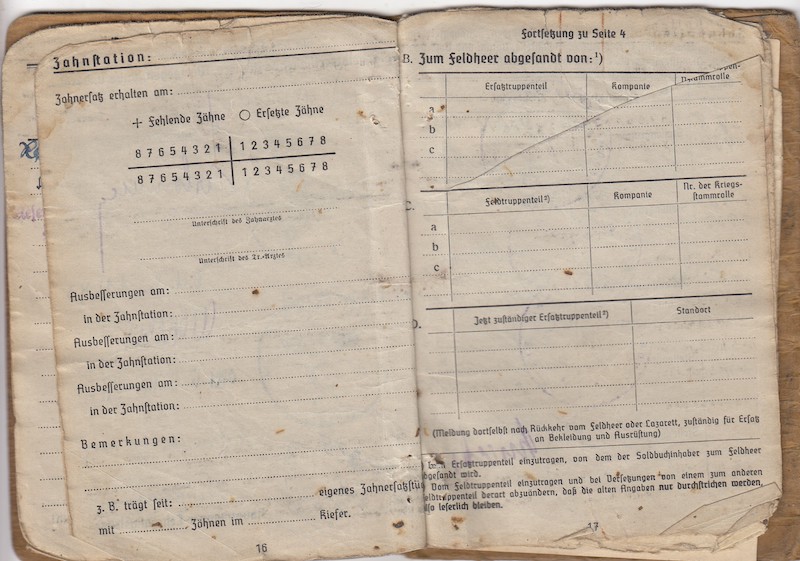 Zahnstation:
Zahnersatz erhalten am:
+ Fehlende Zähne ○ Ersetzte Zähne
8 7 6 5 4 3 2 1 | 1 2 3 4 5 6 7 8
8 7 6 5 4 3 2 1 | 1 2 3 4 5 6 7 8
Unterschrift des Zahnarztes
Unterschrift des Tr.-Arztes
Ausbesserungen am:
in der Zahnstation:
Ausbesserungen am:
in der Zahnstation:
Ausbesserungen am:
in der Zahnstation:
Bemerkungen:
z. B. trägt seit: eigenes Zahnersatzstü
mit Zähnen im Kiefer.
16
Fortsetzung zu Seite 4
B. Zum Feldheer abgesandt von:¹)
Ersatztruppenteil Kompanie
stammrolle
a
b
c
Feldtruppenteil²) Kompanie Nr. der Kriegs-
stammrolle
a
b
c
D. Jetzt zuständiger Ersatztruppenteil²) Standort
(Meldung dortselbst nach Rückkehr vom Feldheer oder Lazarett, zuständig für Ersatz
an Bekleidung und Ausrüstung)
Ersatztruppenteil einzutragen, von dem der Soldbuchinhaber zum Feldheer
bgesandt wird.
Vom Feldtruppenteil einzutragen und bei Versetzungen von einem zum anderen
eldtruppenteil derart abzuändern, daß die alten Angaben nur durchstrichen werden,
lso leserlich bleiben.
17